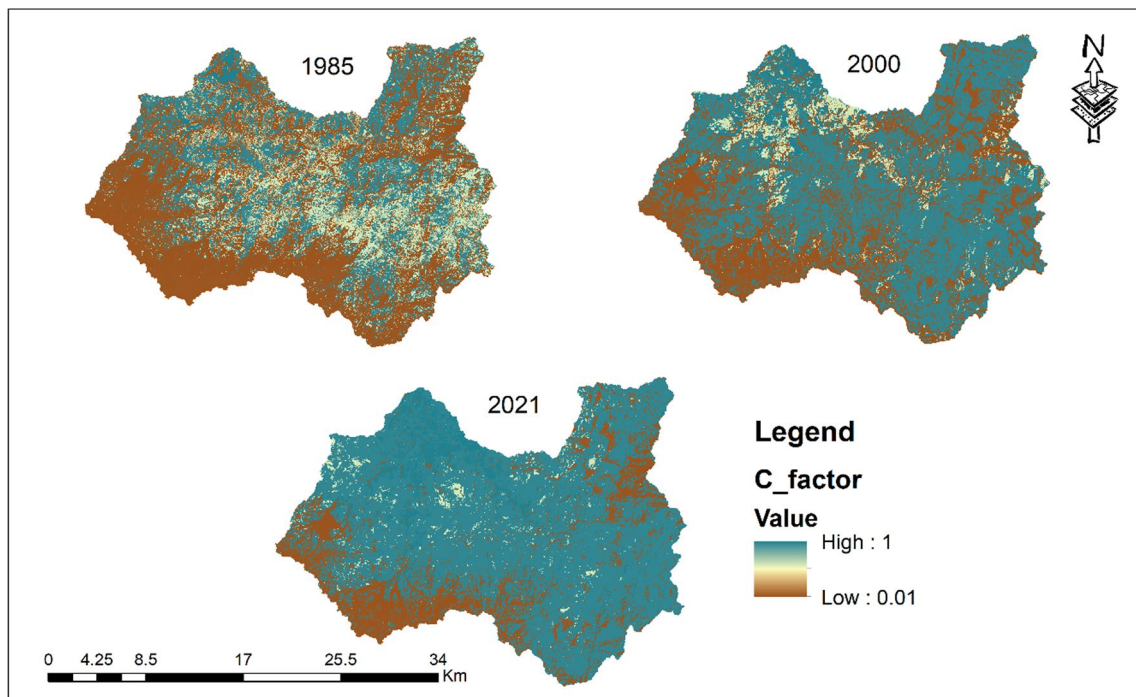 1985
2000
N
2021
Legend
C_factor
Value
High : 1
Low : 0.01
0 4.25 8.5 17 25.5 34
Km